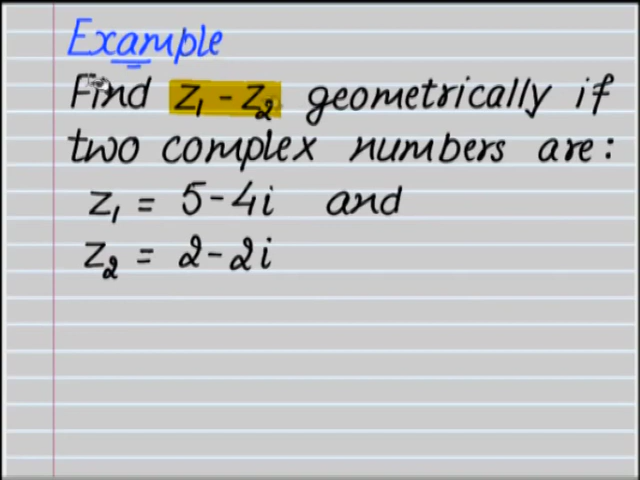 Example
Find z₁ - z₂ geometrically if
two complex numbers are:
z₁ = 5-4i and
z₂ = 2-2i